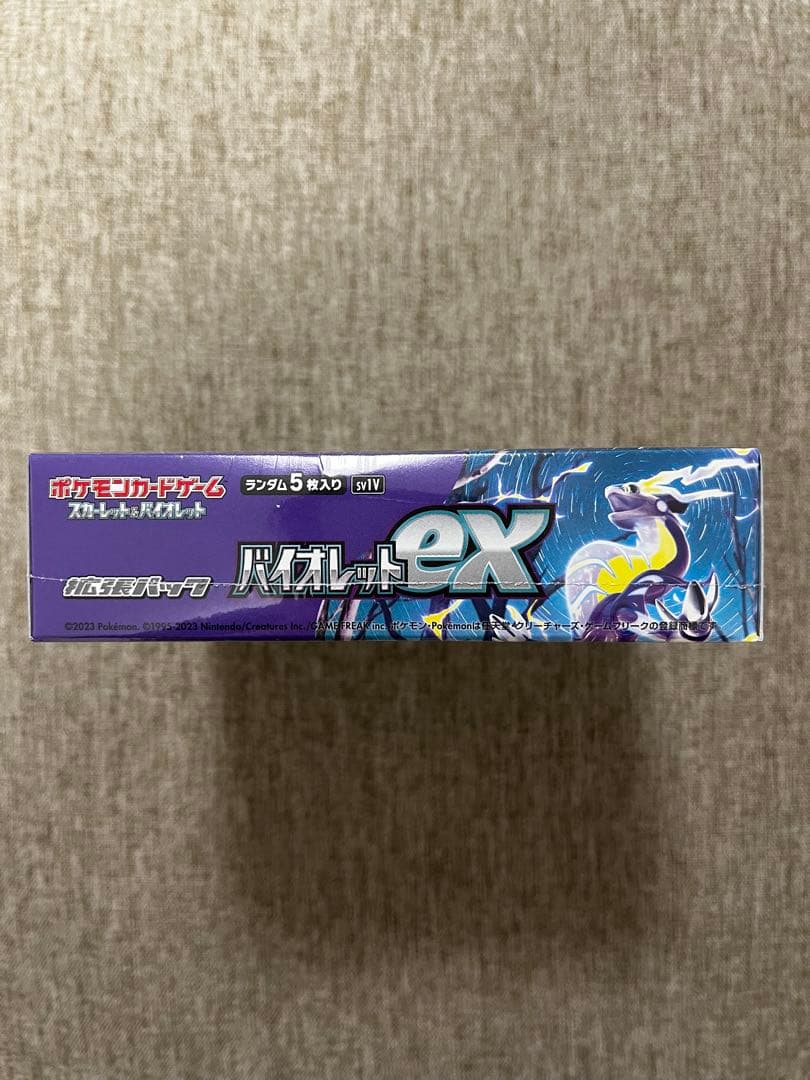 ポケモンカードゲーム
スカーレット&バイオレット
ランダム5枚入り sv1V
拡張パック
バイオレットex
©2023 Pokémon. ©1995-2023 Nintendo/Creatures Inc./GAME FREAK inc. ポケモン・Pokémonは任天堂・クリーチャーズ・ゲームフリークの登録商標です